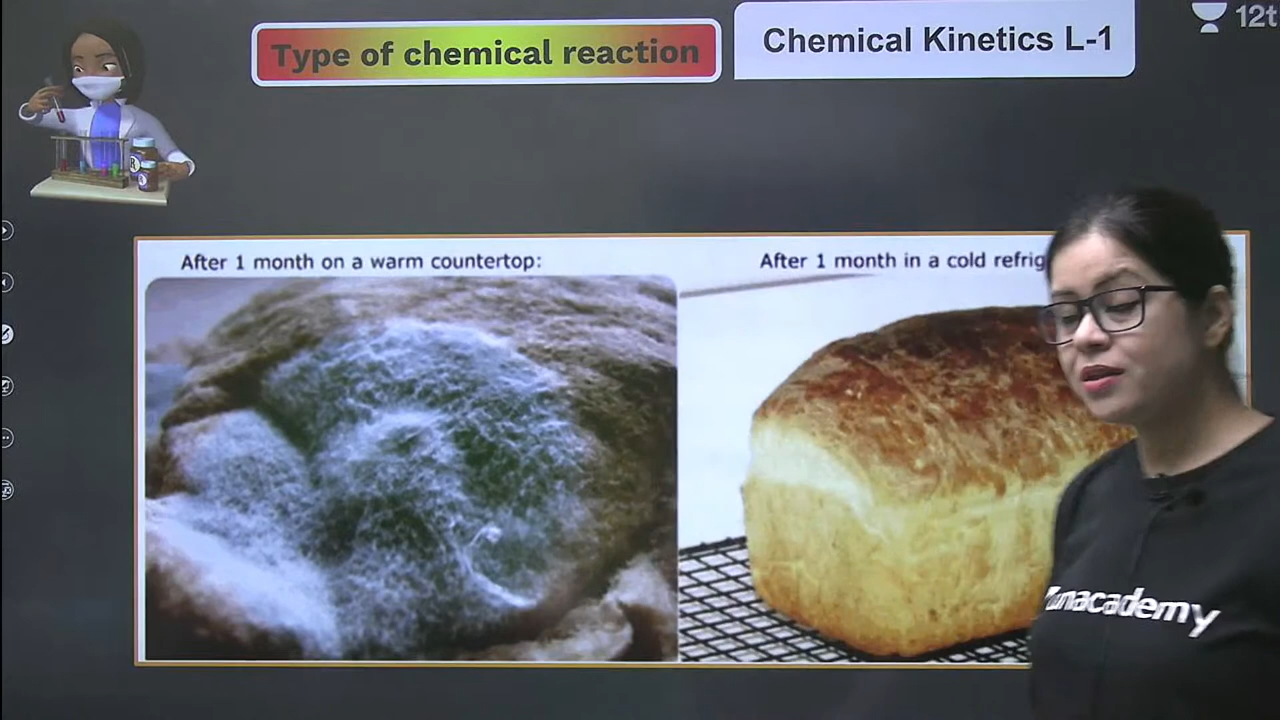 Type of chemical reaction
Chemical Kinetics L-1
12t
After 1 month on a warm countertop:
After 1 month in a cold refrig
unacademy